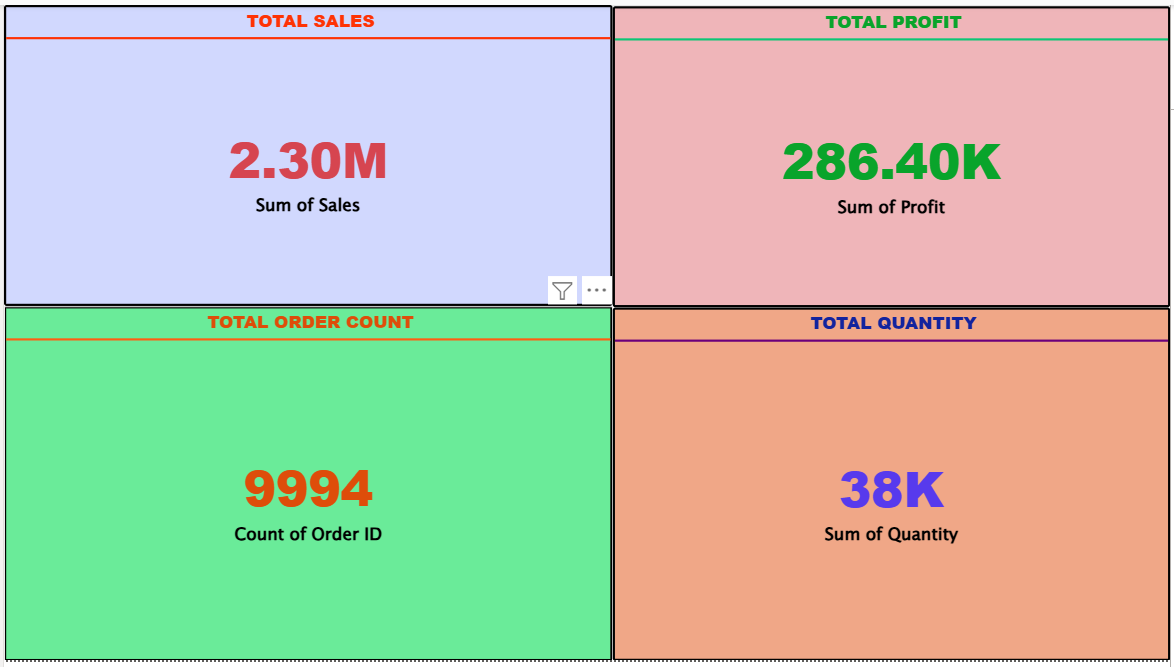 TOTAL SALES
2.30M
Sum of Sales
TOTAL PROFIT
286.40K
Sum of Profit
TOTAL ORDER COUNT
9994
Count of Order ID
TOTAL QUANTITY
38K
Sum of Quantity